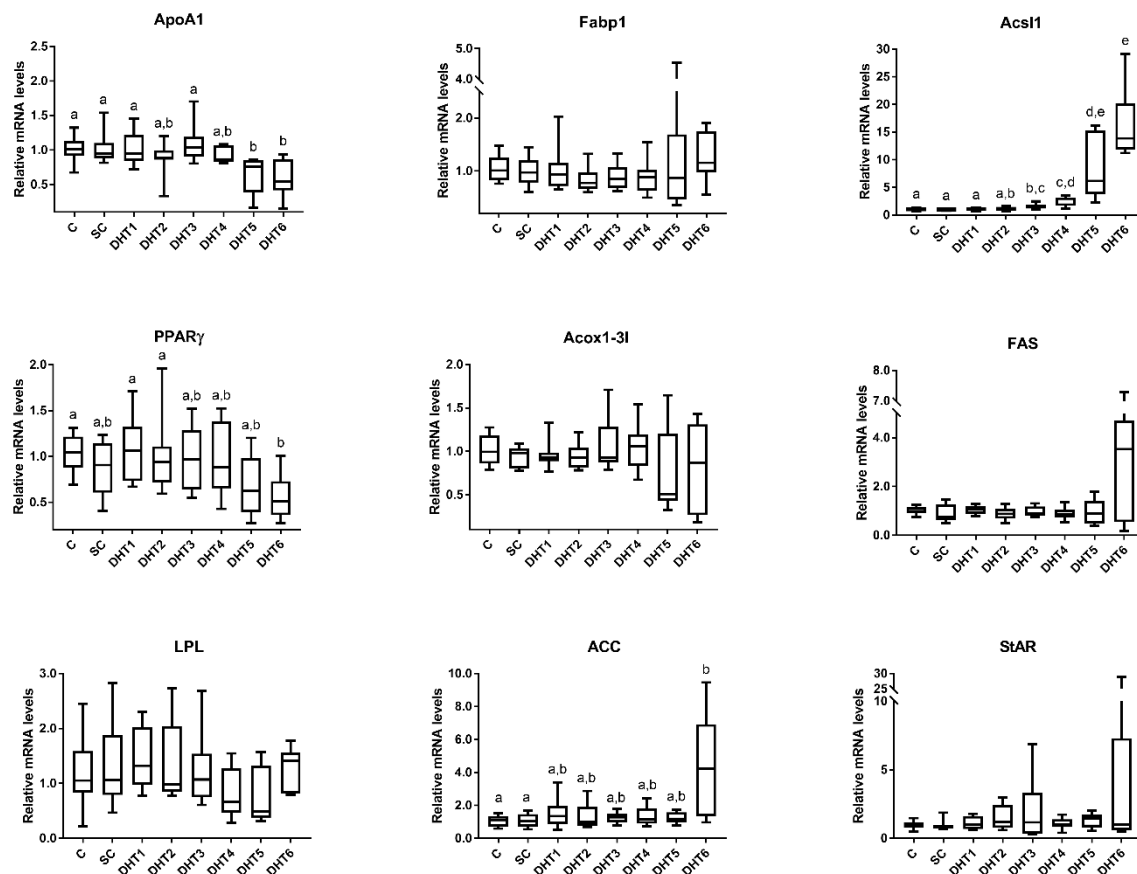 ApoA1
Relative mRNA levels
2.5
2.0
1.5
1.0
0.5
a
a
a
a,b
a
a,b
b
b
C
SC
DHT1
DHT2
DHT3
DHT4
DHT5
DHT6
Fabp1
Relative mRNA levels
5.0
4.0
2.0
1.0
C
SC
DHT1
DHT2
DHT3
DHT4
DHT5
DHT6
Acsl1
Relative mRNA levels
30
25
20
15
10
5
0
a
a
a
a,b
b,c
c,d
d,e
e
C
SC
DHT1
DHT2
DHT3
DHT4
DHT5
DHT6
PPARγ
Relative mRNA levels
2.0
1.5
1.0
0.5
a
a,b
a
a
a,b
a,b
a,b
b
C
SC
DHT1
DHT2
DHT3
DHT4
DHT5
DHT6
Acox1-3I
Relative mRNA levels
2.0
1.5
1.0
0.5
C
SC
DHT1
DHT2
DHT3
DHT4
DHT5
DHT6
FAS
Relative mRNA levels
8.0
7.0
4.0
2.0
0.0
C
SC
DHT1
DHT2
DHT3
DHT4
DHT5
DHT6
LPL
Relative mRNA levels
3.0
2.0
1.0
0.0
C
SC
DHT1
DHT2
DHT3
DHT4
DHT5
DHT6
ACC
Relative mRNA levels
10.0
8.0
6.0
4.0
2.0
0.0
a
a
a,b
a,b
a,b
a,b
a,b
b
C
SC
DHT1
DHT2
DHT3
DHT4
DHT5
DHT6
StAR
Relative mRNA levels
30
25
10
5
0
C
SC
DHT1
DHT2
DHT3
DHT4
DHT5
DHT6